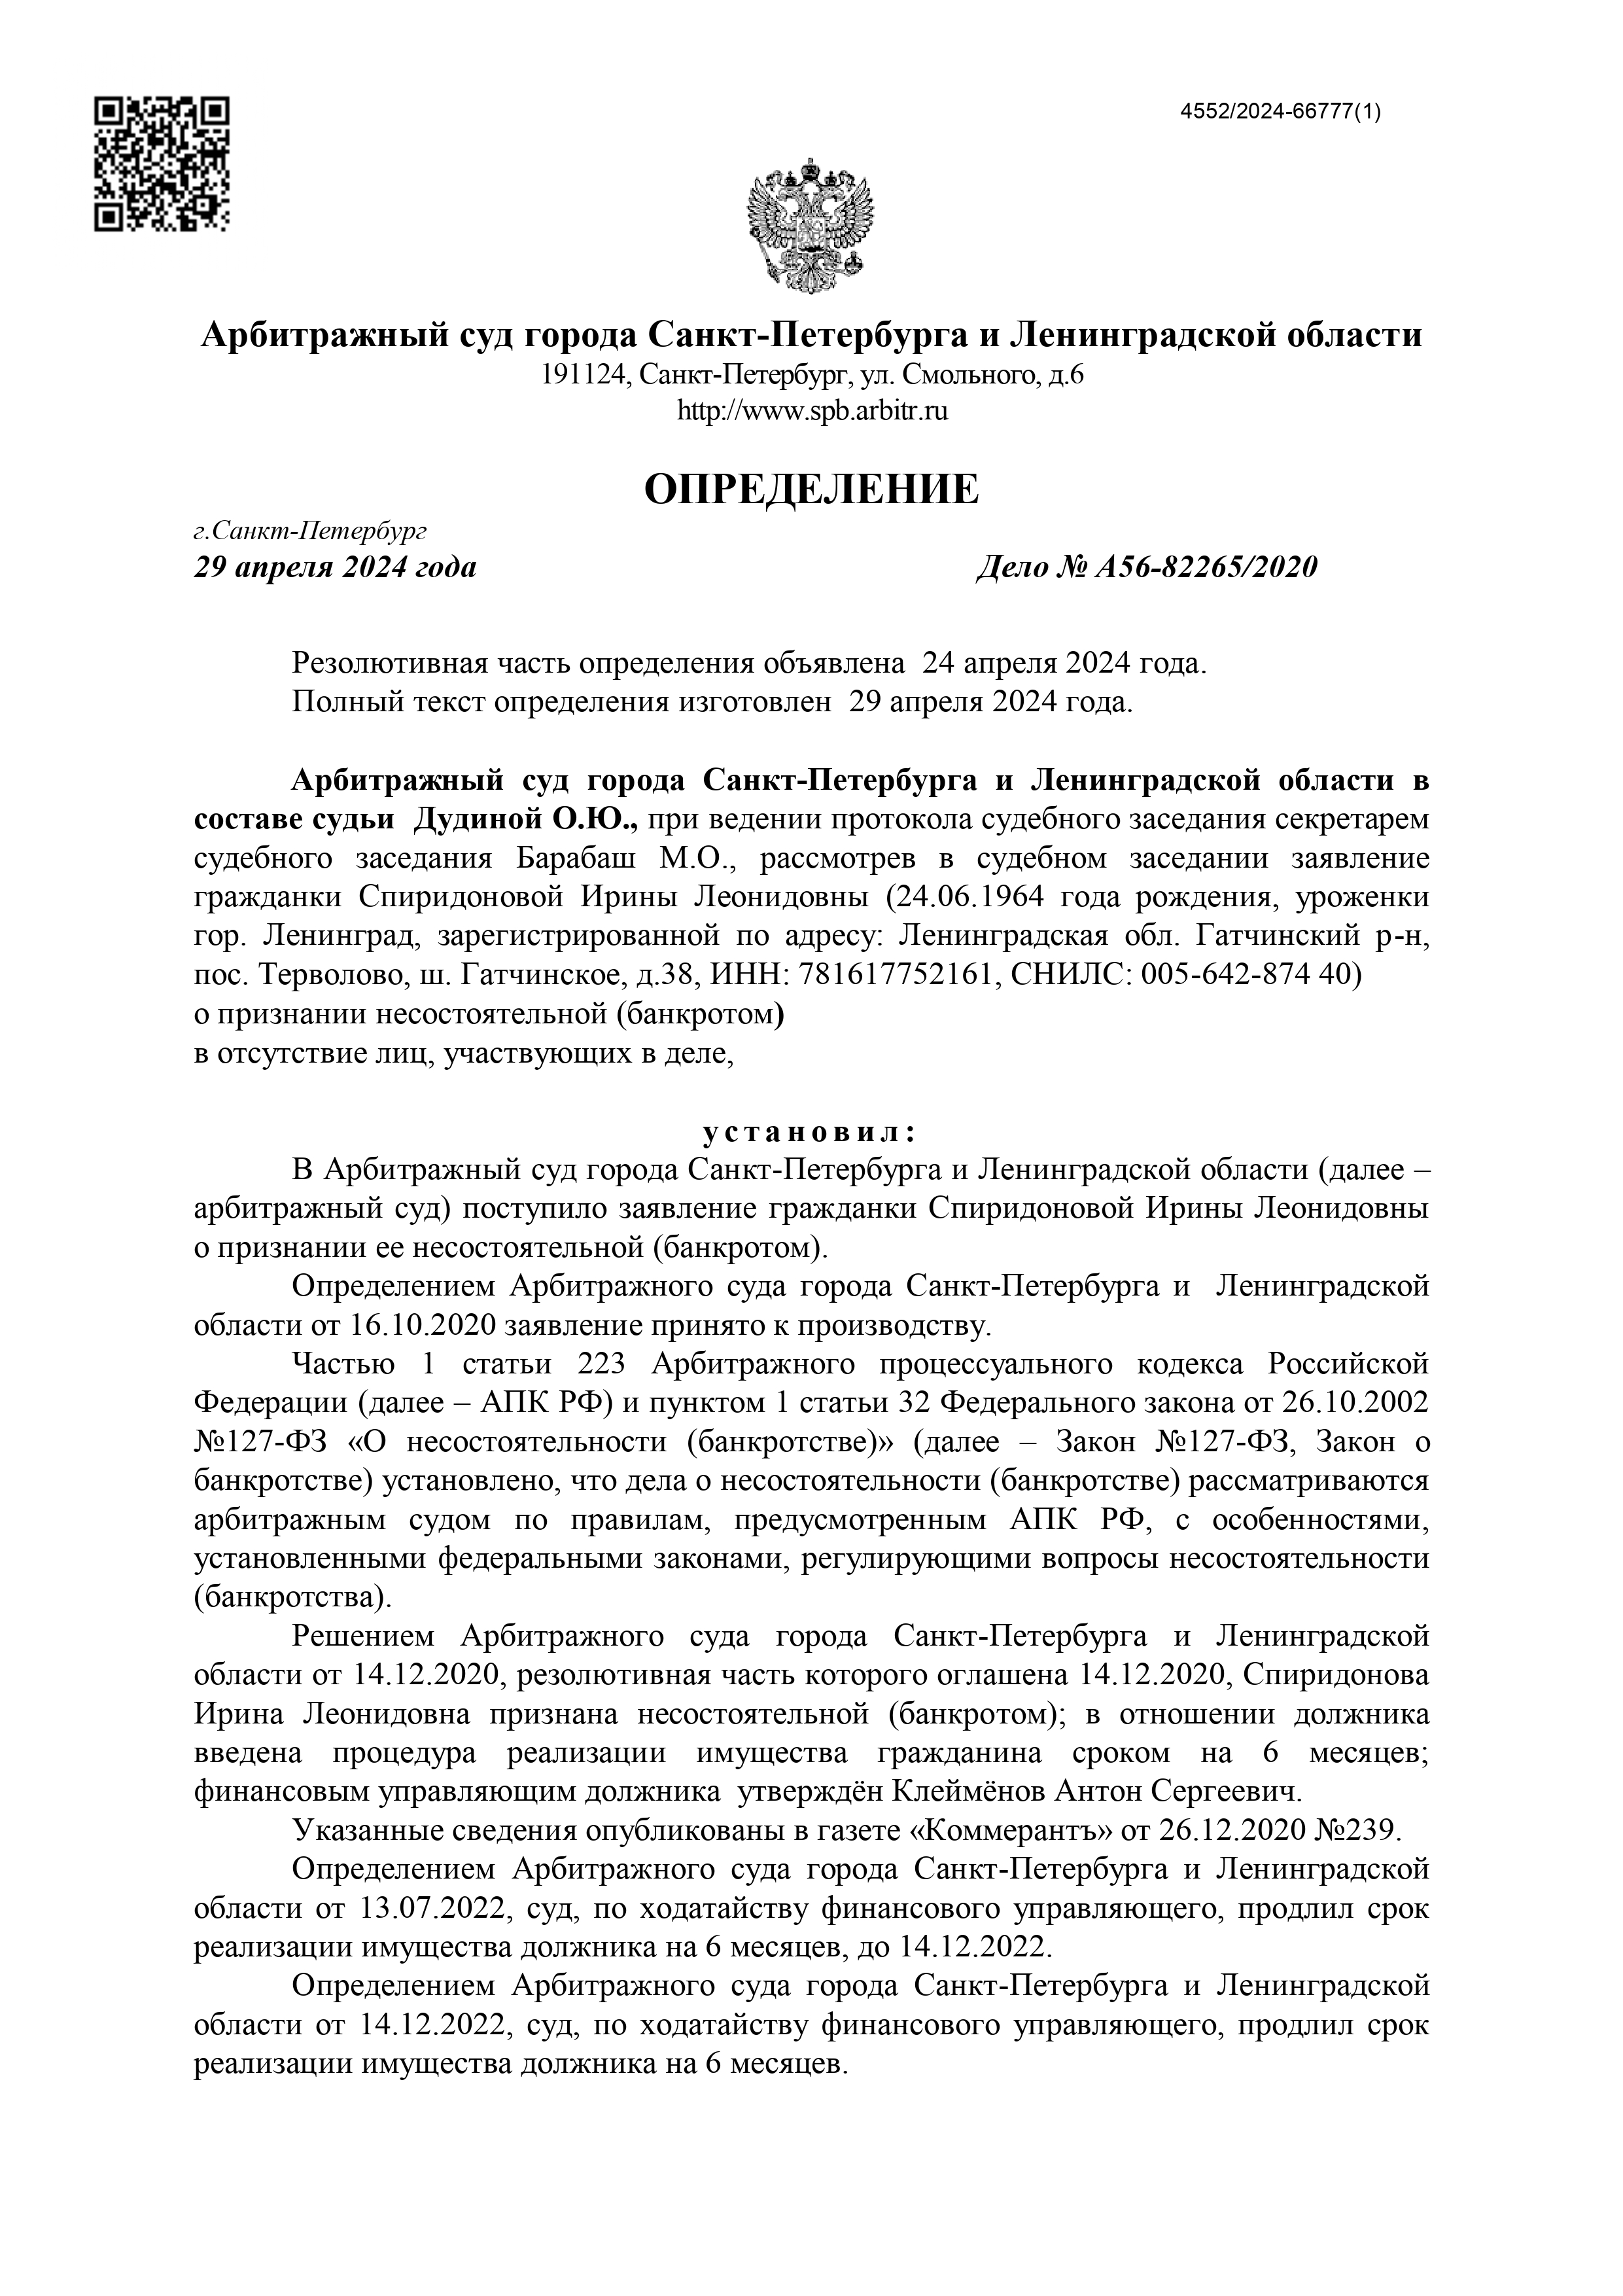 4552/2024-66777(1)
Арбитражный суд города Санкт-Петербурга и Ленинградской области
191124, Санкт-Петербург, ул. Смольного, д.6
http://www.spb.arbitr.ru
ОПРЕДЕЛЕНИЕ
г.Санкт-Петербург
29 апреля 2024 года Дело № А56-82265/2020
Резолютивная часть определения объявлена 24 апреля 2024 года.
Полный текст определения изготовлен 29 апреля 2024 года.
Арбитражный суд города Санкт-Петербурга и Ленинградской области в
составе судьи Дудиной О.Ю., при ведении протокола судебного заседания секретарем
судебного заседания Барабаш М.О., рассмотрев в судебном заседании заявление
гражданки Спиридоновой Ирины Леонидовны (24.06.1964 года рождения, уроженки
гор. Ленинград, зарегистрированной по адресу: Ленинградская обл. Гатчинский р-н,
пос. Терволово, ш. Гатчинское, д.38, ИНН: 781617752161, СНИЛС: 005-642-874 40)
о признании несостоятельной (банкротом)
в отсутствие лиц, участвующих в деле,
установил:
В Арбитражный суд города Санкт-Петербурга и Ленинградской области (далее –
арбитражный суд) поступило заявление гражданки Спиридоновой Ирины Леонидовны
о признании ее несостоятельной (банкротом).
Определением Арбитражного суда города Санкт-Петербурга и Ленинградской
области от 16.10.2020 заявление принято к производству.
Частью 1 статьи 223 Арбитражного процессуального кодекса Российской
Федерации (далее – АПК РФ) и пунктом 1 статьи 32 Федерального закона от 26.10.2002
№127-ФЗ «О несостоятельности (банкротстве)» (далее – Закон №127-ФЗ, Закон о
банкротстве) установлено, что дела о несостоятельности (банкротстве) рассматриваются
арбитражным судом по правилам, предусмотренным АПК РФ, с особенностями,
установленными федеральными законами, регулирующими вопросы несостоятельности
(банкротства).
Решением Арбитражного суда города Санкт-Петербурга и Ленинградской
области от 14.12.2020, резолютивная часть которого оглашена 14.12.2020, Спиридонова
Ирина Леонидовна признана несостоятельной (банкротом); в отношении должника
введена процедура реализации имущества гражданина сроком на 6 месяцев;
финансовым управляющим должника утверждён Клеймёнов Антон Сергеевич.
Указанные сведения опубликованы в газете «Коммерантъ» от 26.12.2020 №239.
Определением Арбитражного суда города Санкт-Петербурга и Ленинградской
области от 13.07.2022, суд, по ходатайству финансового управляющего, продлил срок
реализации имущества должника на 6 месяцев, до 14.12.2022.
Определением Арбитражного суда города Санкт-Петербурга и Ленинградской
области от 14.12.2022, суд, по ходатайству финансового управляющего, продлил срок
реализации имущества должника на 6 месяцев.